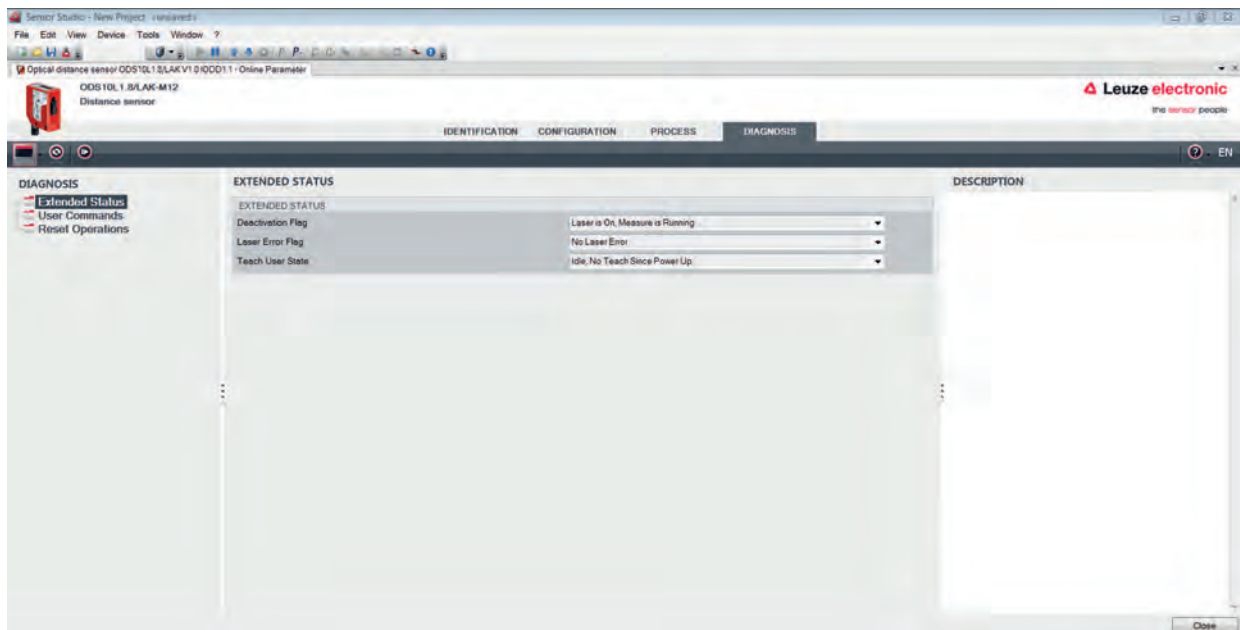 Sensor Studio - New Project <unsaved>
File Edit View Device Tools Window ?
Optical distance sensor ODS10L1.8/LAK V1.0 IODD1.1 - Online Parameter
ODS10L1.8/LAK-M12
Distance sensor
Leuze electronic
the sensor people
IDENTIFICATION CONFIGURATION PROCESS DIAGNOSIS
? EN
DIAGNOSIS
Extended Status
User Commands
Reset Operations
EXTENDED STATUS
EXTENDED STATUS
Deactivation Flag Laser is On, Measure is Running
Laser Error Flag No Laser Error
Teach User State Idle, No Teach Since Power Up
DESCRIPTION
Close